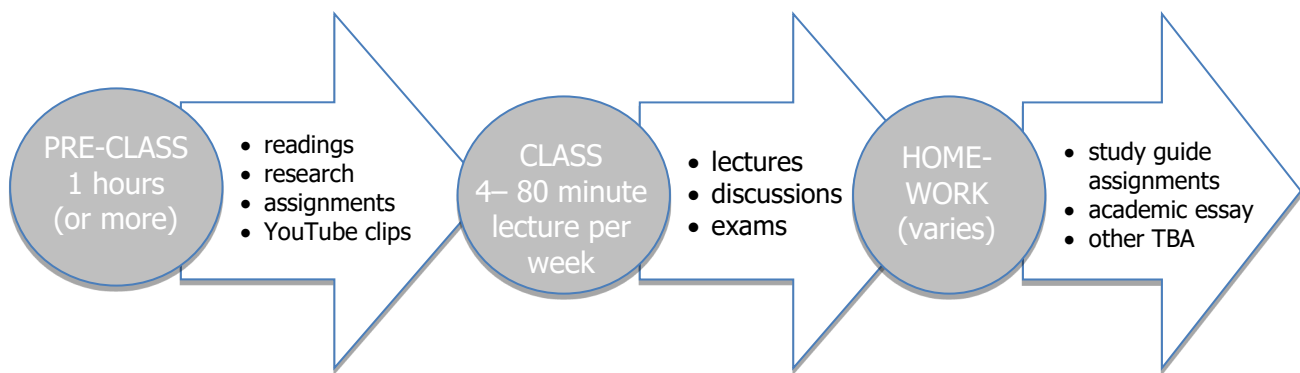 PRE-CLASS
1 hours
(or more)
• readings
• research
• assignments
• YouTube clips
CLASS
4– 80 minute
lecture per
week
• lectures
• discussions
• exams
HOME-
WORK
(varies)
• study guide
assignments
• academic essay
• other TBA